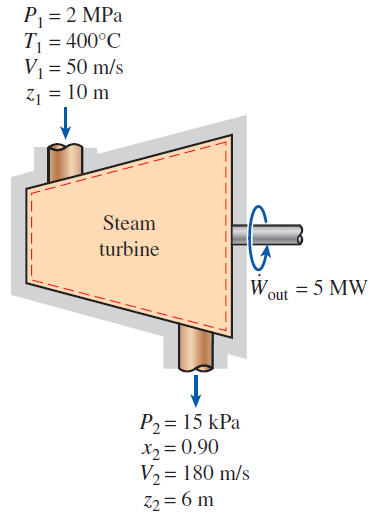 P₁ = 2 MPa
T₁ = 400°C
V₁ = 50 m/s
z₁ = 10 m
Steam
turbine
Ẇout = 5 MW
P₂ = 15 kPa
x₂ = 0.90
V₂ = 180 m/s
z₂ = 6 m